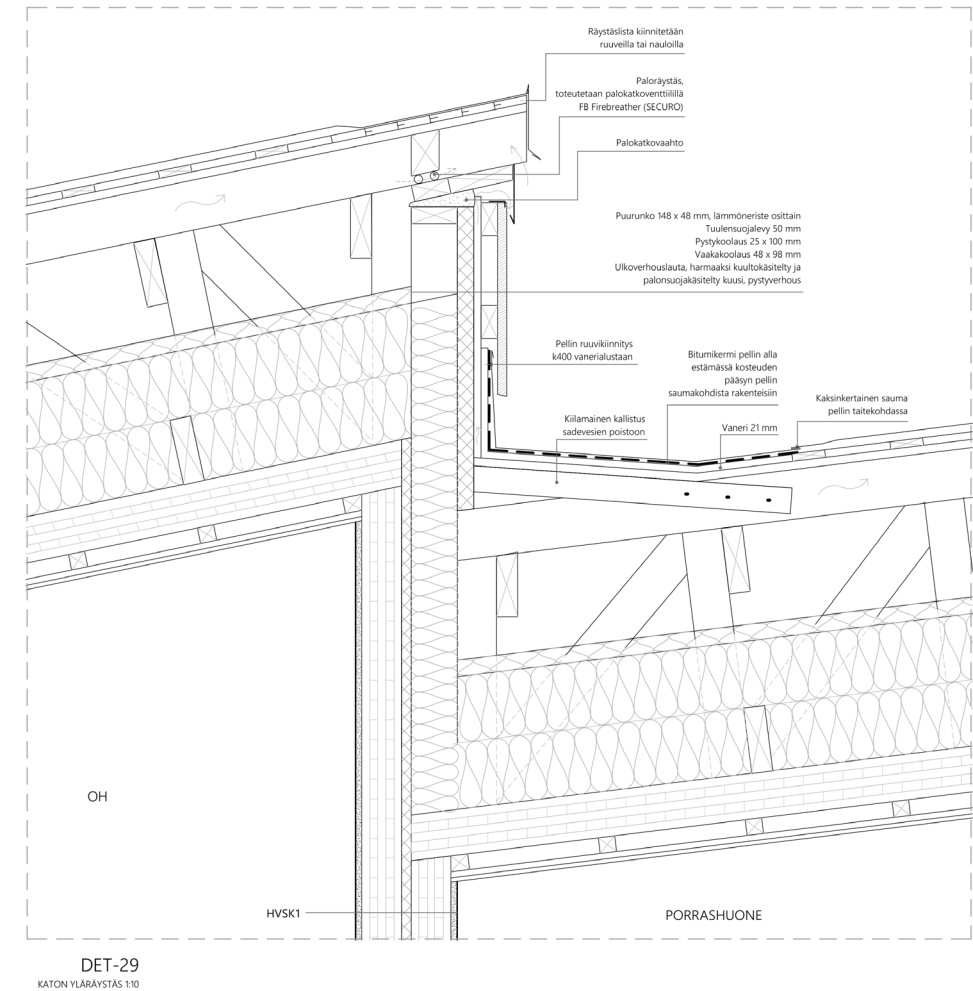 Räystäslista kiinnitetään
ruuveilla tai nauloilla
Paloräystäs,
toteutetaan palokatkoventtiilillä
FB Firebreather (SECURO)
Palokatkovaahto
Puurunko 148 x 48 mm, lämmöneriste osittain
Tuulensuojalevy 50 mm
Pystykoolaus 25 x 100 mm
Vaakakoolaus 48 x 98 mm
Ulkoverhouslauta, harmaaksi kuultokäsitelty ja
palonsuojakäsitelty kuusi, pystyverhous
Pellin ruuvikiinnitys
k400 vanerialustaan
Bitumikermi pellin alla
estämässä kosteuden
pääsyn pellin
saumakohdista rakenteisiin
Kaksinkertainen sauma
pellin taitekohdassa
Kiilamainen kallistus
sadevesien poistoon
Vaneri 21 mm
OH
HVSK1
PORRASHUONE
DET-29
KATON YLÄRÄYSTÄS 1:10